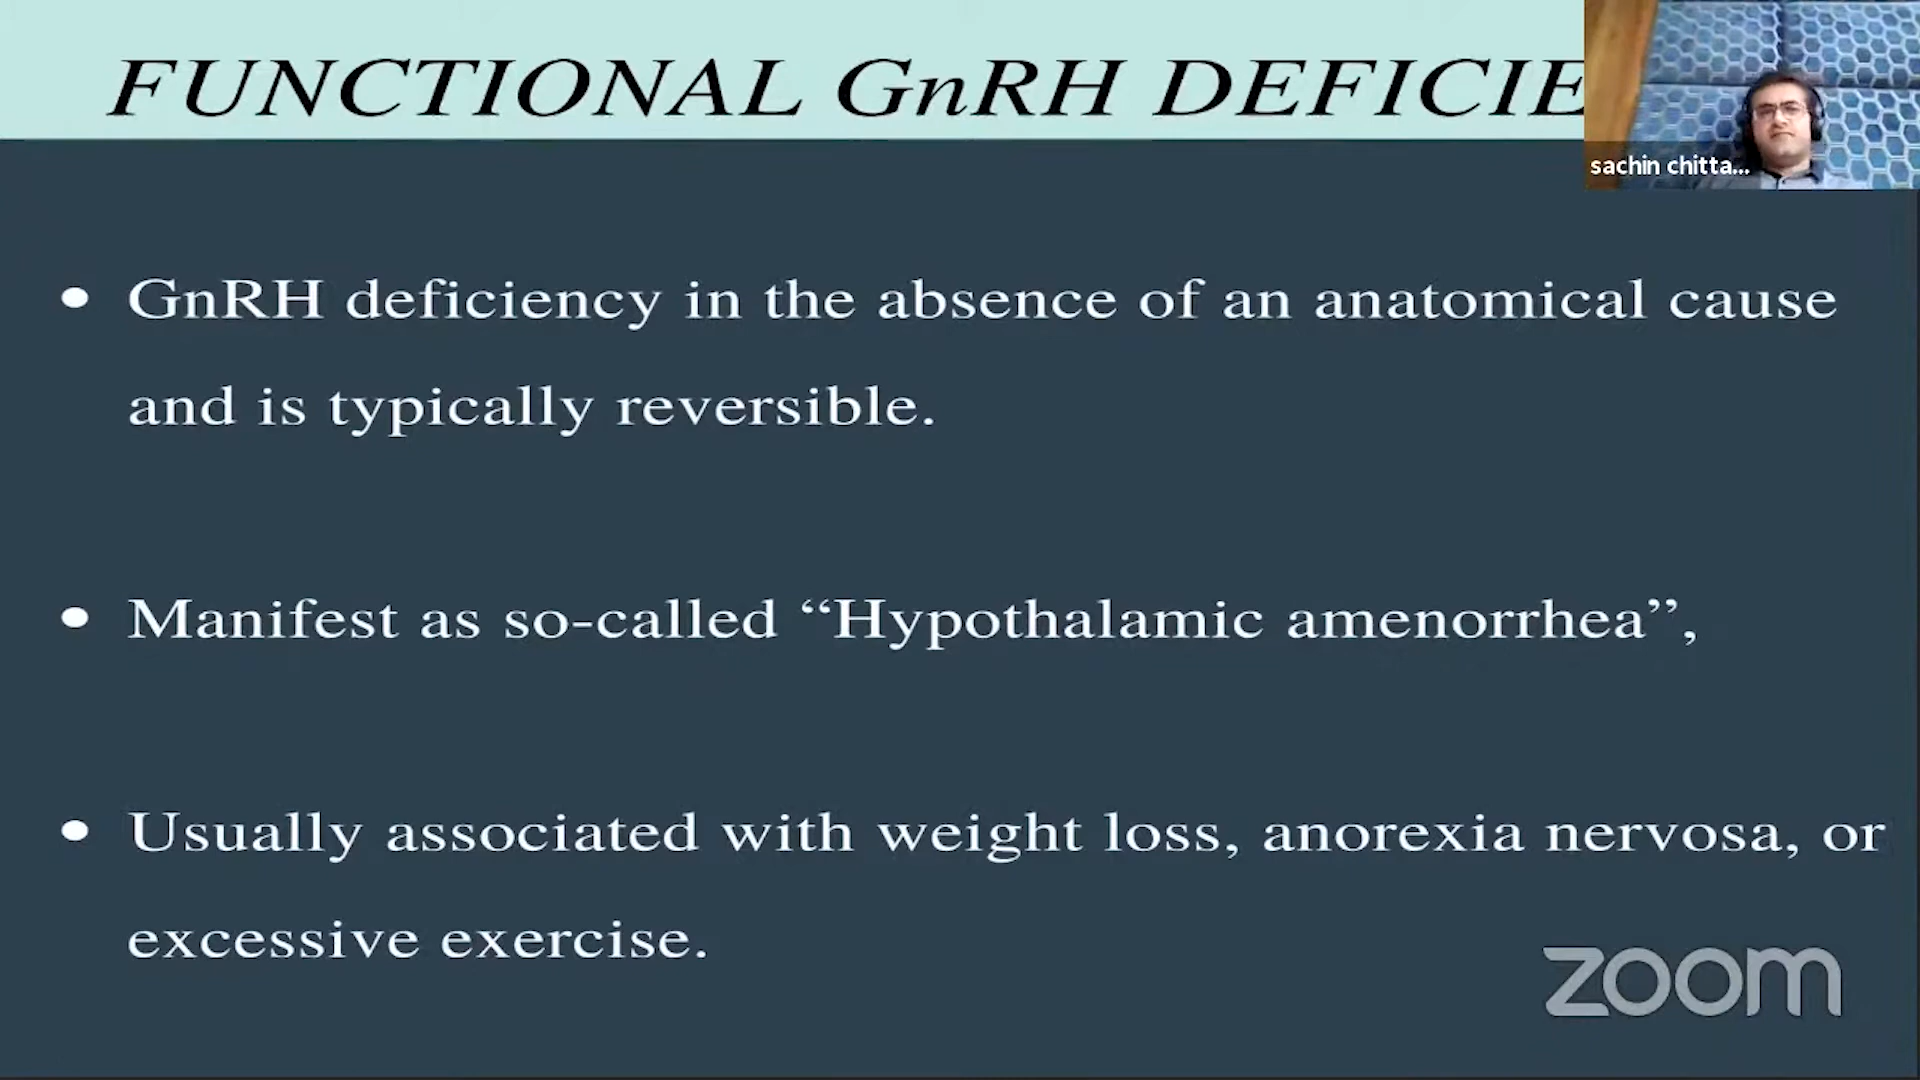 FUNCTIONAL GnRH DEFICIE
sachin chitta...
• GnRH deficiency in the absence of an anatomical cause
and is typically reversible.
• Manifest as so-called “Hypothalamic amenorrhea”,
• Usually associated with weight loss, anorexia nervosa, or
excessive exercise.
zoom